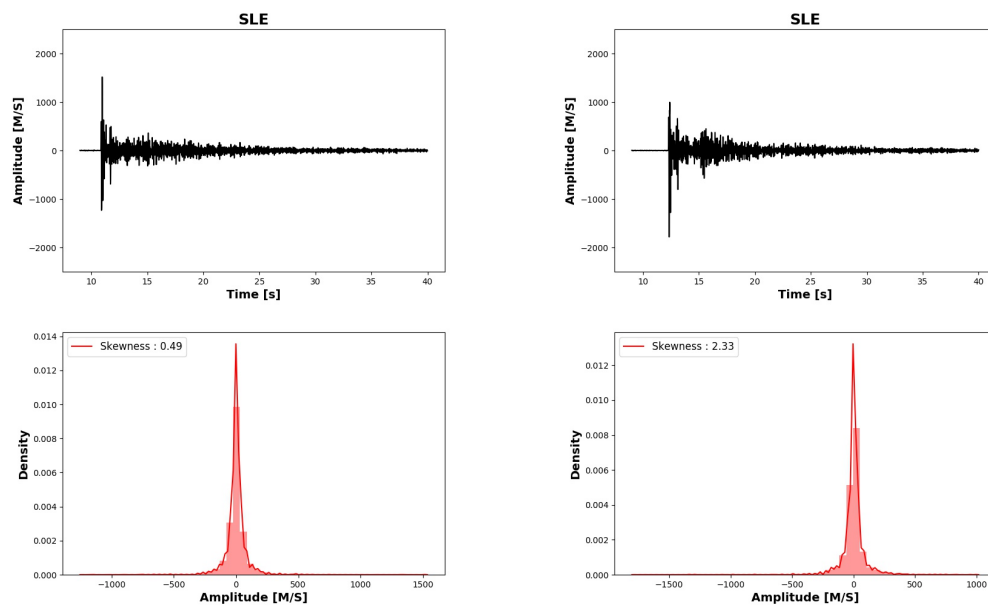 SLE
2000
1000
0
−1000
−2000
Amplitude [M/S]
10 15 20 25 30 35 40
Time [s]
SLE
2000
1000
0
−1000
−2000
Amplitude [M/S]
10 15 20 25 30 35 40
Time [s]
Skewness : 0.49
0.014
0.012
0.010
0.008
0.006
0.004
0.002
0.000
Density
−1000 −500 0 500 1000 1500
Amplitude [M/S]
Skewness : 2.33
0.012
0.010
0.008
0.006
0.004
0.002
0.000
Density
−1500 −1000 −500 0 500 1000
Amplitude [M/S]